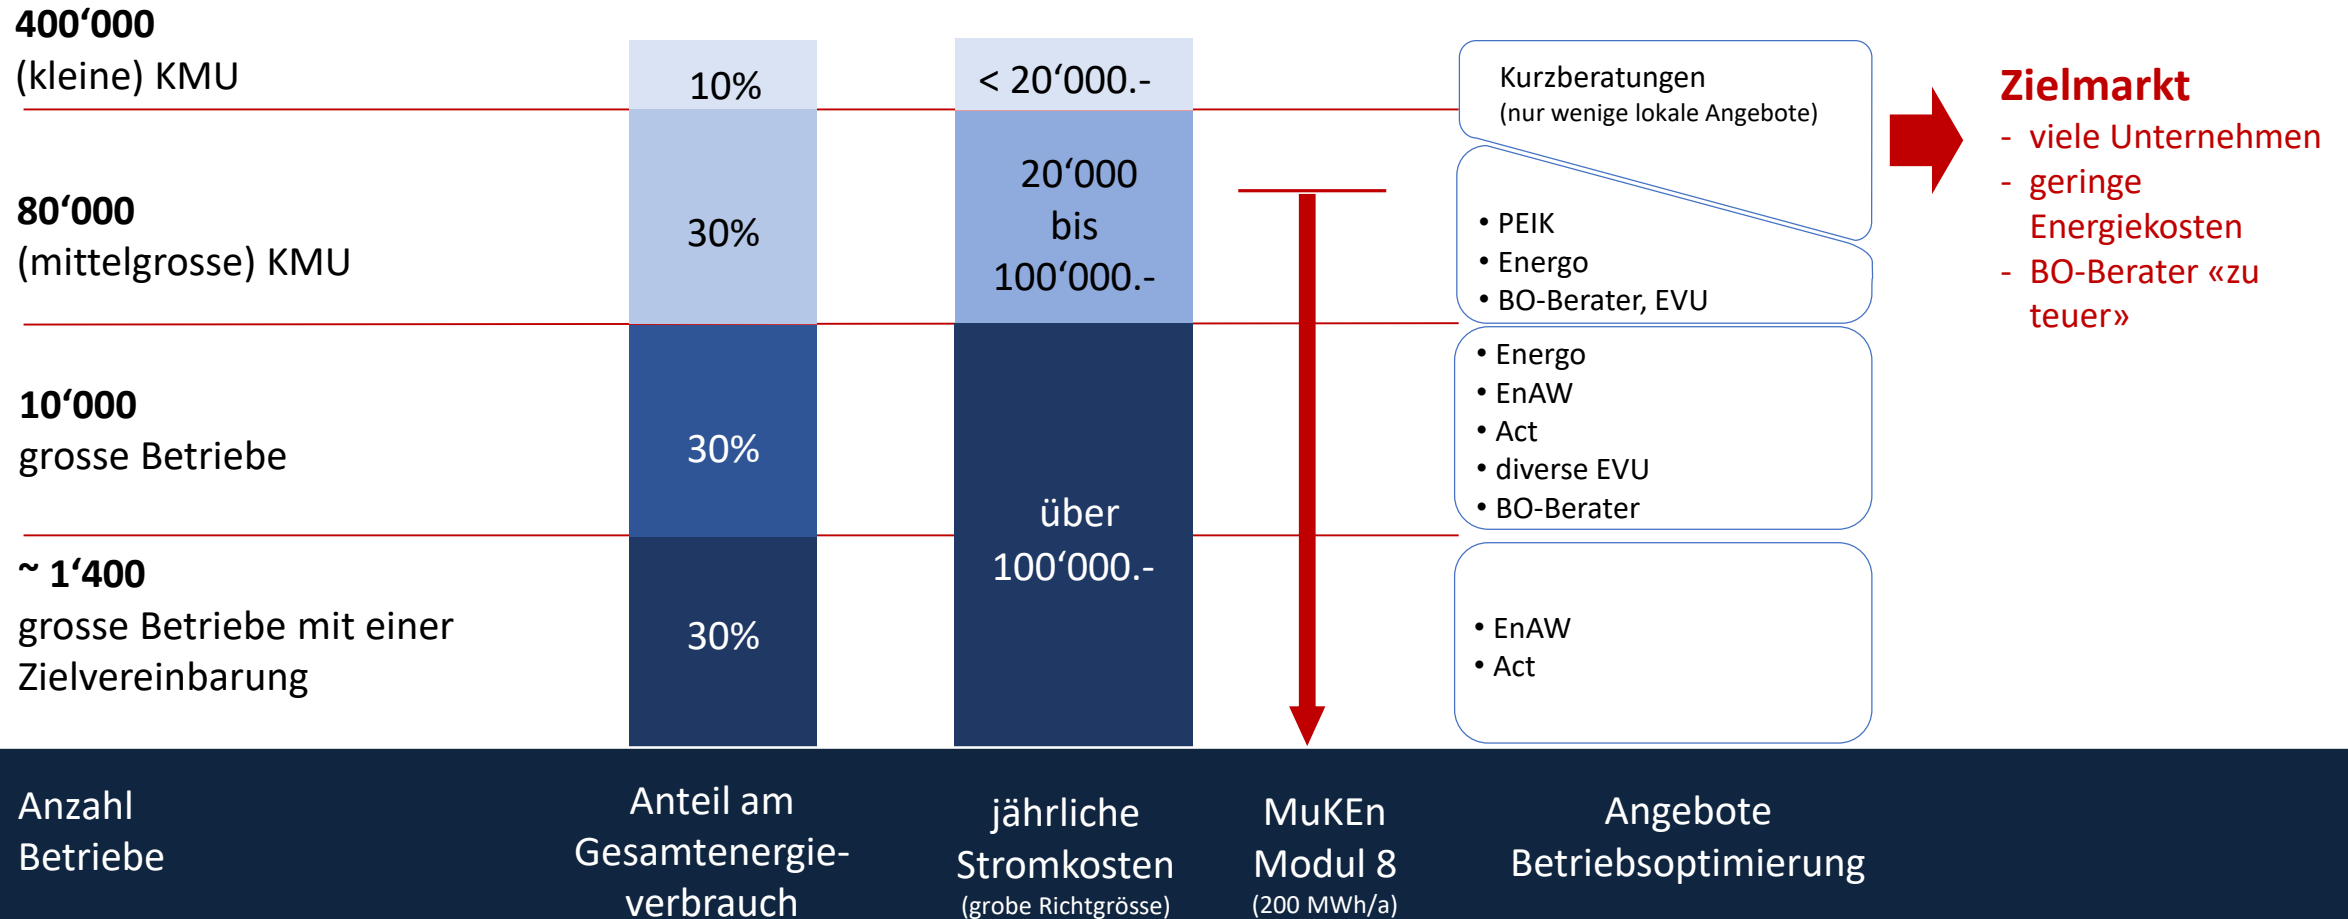 400‘000
(kleine) KMU
10%
< 20‘000.-
Kurzberatungen
(nur wenige lokale Angebote)
Zielmarkt
- viele Unternehmen
- geringe
Energiekosten
- BO-Berater «zu
teuer»
80‘000
(mittelgrosse) KMU
30%
20‘000
bis
100‘000.-
• PEIK
• Energo
• BO-Berater, EVU
10‘000
grosse Betriebe
30%
• Energo
• EnAW
• Act
• diverse EVU
• BO-Berater
über
100‘000.-
~ 1‘400
grosse Betriebe mit einer
Zielvereinbarung
30%
• EnAW
• Act
Anzahl
Betriebe
Anteil am
Gesamtenergie-
verbrauch
jährliche
Stromkosten
(grobe Richtgrösse)
MuKEn
Modul 8
(200 MWh/a)
Angebote
Betriebsoptimierung